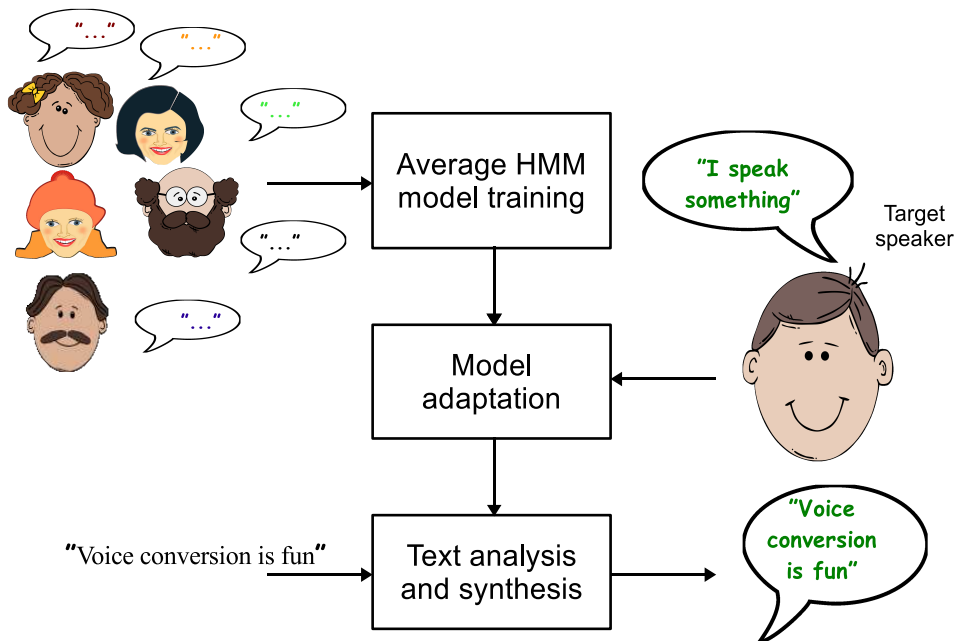 "..."
"..."
"..."
Average HMM
model training
"I speak
something"
Target
speaker
"..."
"..."
Model
adaptation
"Voice conversion is fun"
Text analysis
and synthesis
"Voice
conversion
is fun"